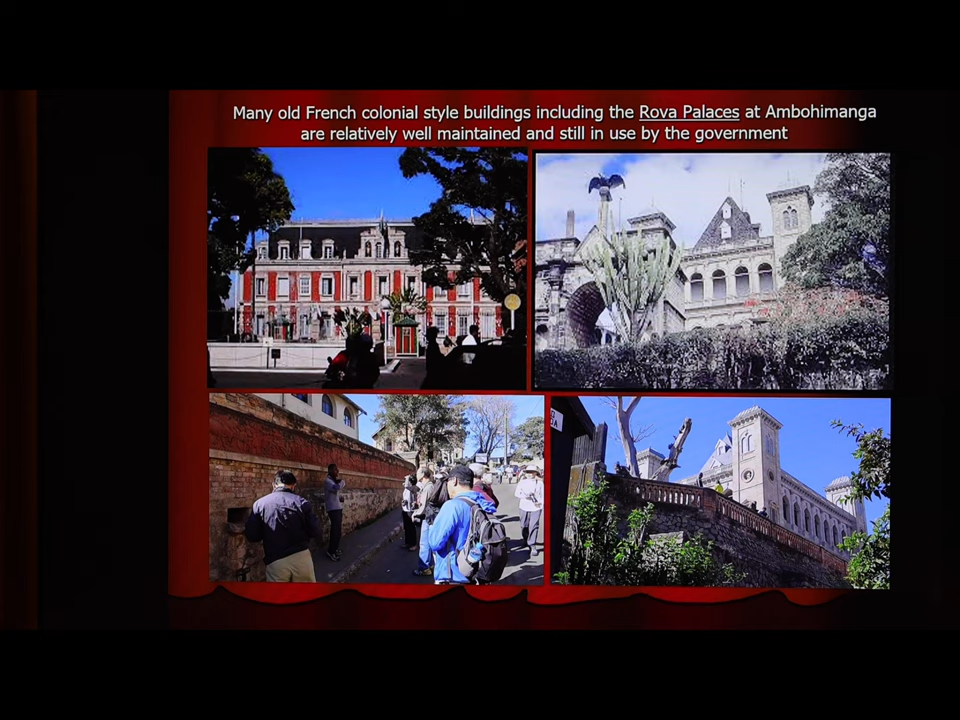 Many old French colonial style buildings including the Rova Palaces at Ambohimanga
are relatively well maintained and still in use by the government